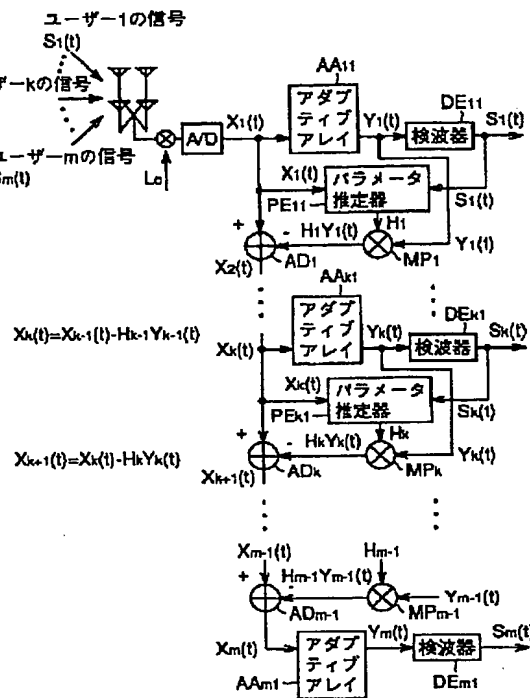 ユーザー1の信号
S1(t)
ザーkの信号
ユーザーmの信号
Sm(t)
A/D
Lo
X1(t)
AA11
アダプ
ティブ
アレイ
Y1(t)
DE11
検波器
S1(t)
X1(t)
パラメータ
推定器
PE11
S1(t)
H1
+
-
H1Y1(t)
Y1(t)
X2(t)
AD1
MP1
Xk(t)=Xk-1(t)-Hk-1Yk-1(t)
AAk1
アダプ
ティブ
アレイ
Xk(t)
Yk(t)
DEk1
検波器
Sk(t)
Xk(t)
パラメータ
推定器
PEk1
Sk(t)
Hk
+
-
Xk+1(t)=Xk(t)-HkYk(t)
HkYk(t)
Yk(t)
Xk+1(t)
ADk
MPk
Xm-1(t)
Hm-1
+
-
Hm-1Ym-1(t)
Ym-1(t)
ADm-1
MPm-1
Xm(t)
アダプ
ティブ
アレイ
AAm1
Ym(t)
検波器
DEm1
Sm(t)